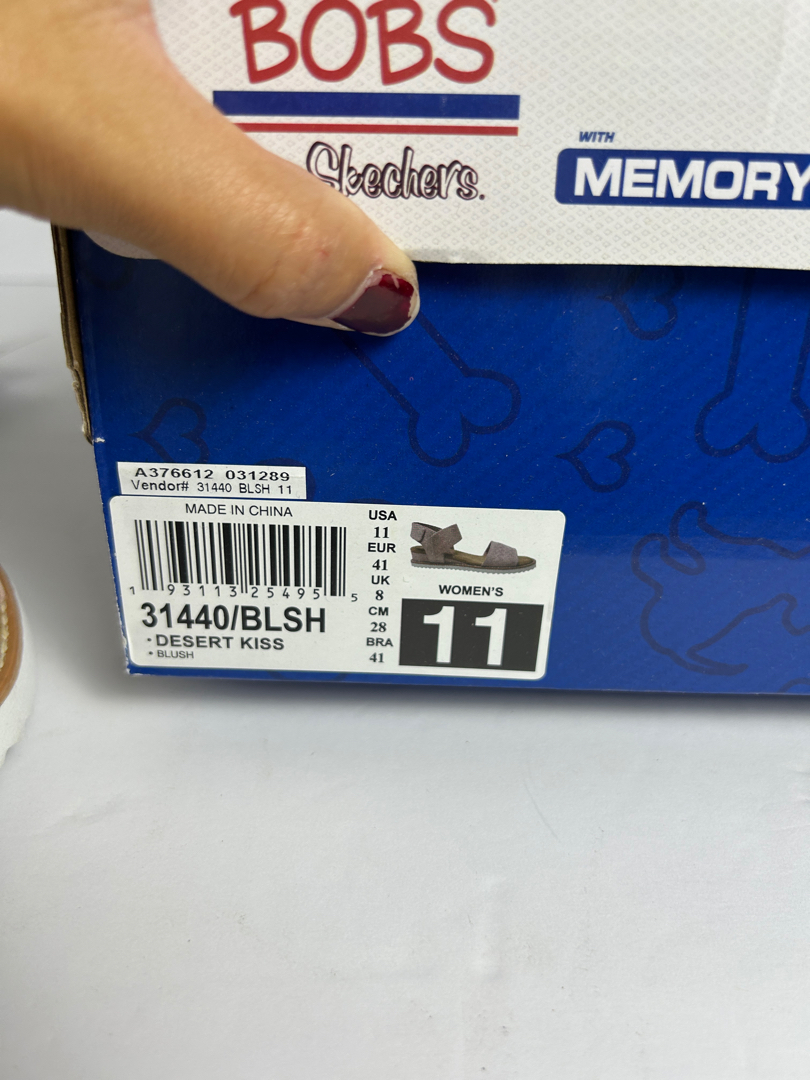 BOBS
Skechers.
WITH
MEMORY
A376612 031289
Vendor# 31440 BLSH 11
MADE IN CHINA
1 93113 25495 5
31440/BLSH
• DESERT KISS
• BLUSH
USA
11
EUR
41
UK
8
CM
28
BRA
41
WOMEN'S
11